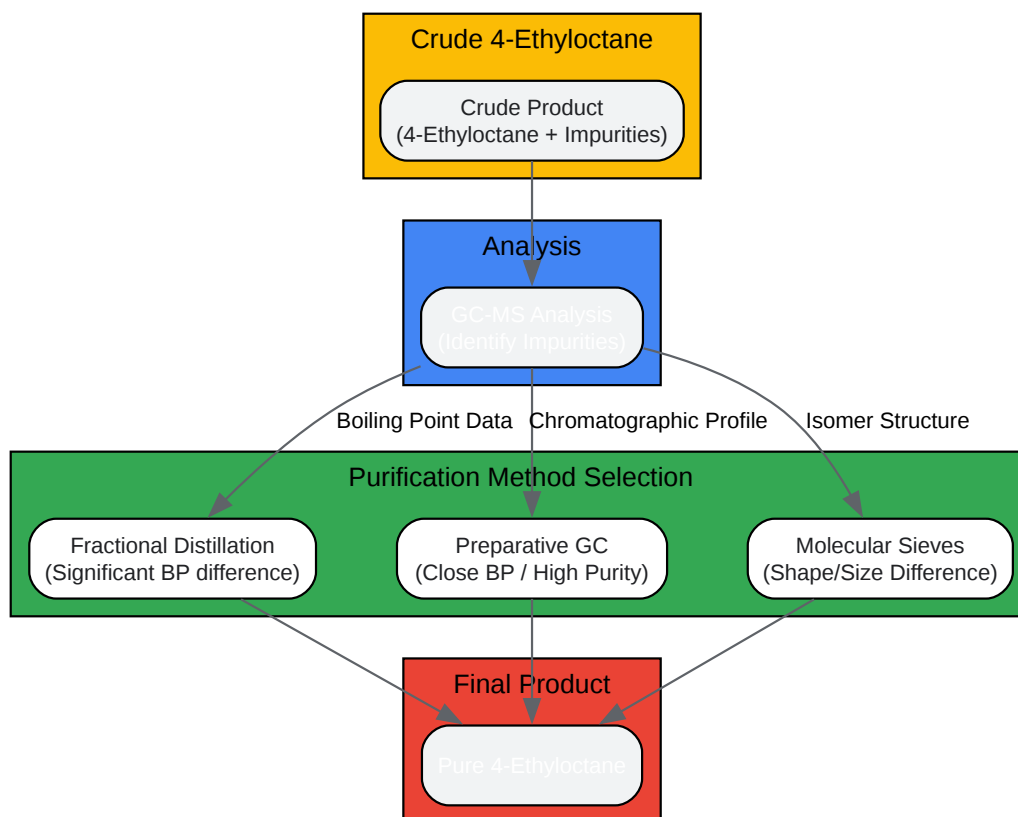 Crude 4-Ethyloctane
Crude Product
(4-Ethyloctane + Impurities)
Analysis
GC-MS Analysis
(Identify Impurities)
Boiling Point Data
Chromatographic Profile
Isomer Structure
Purification Method Selection
Fractional Distillation
(Significant BP difference)
Preparative GC
(Close BP / High Purity)
Molecular Sieves
(Shape/Size Difference)
Final Product
Pure 4-Ethyloctane